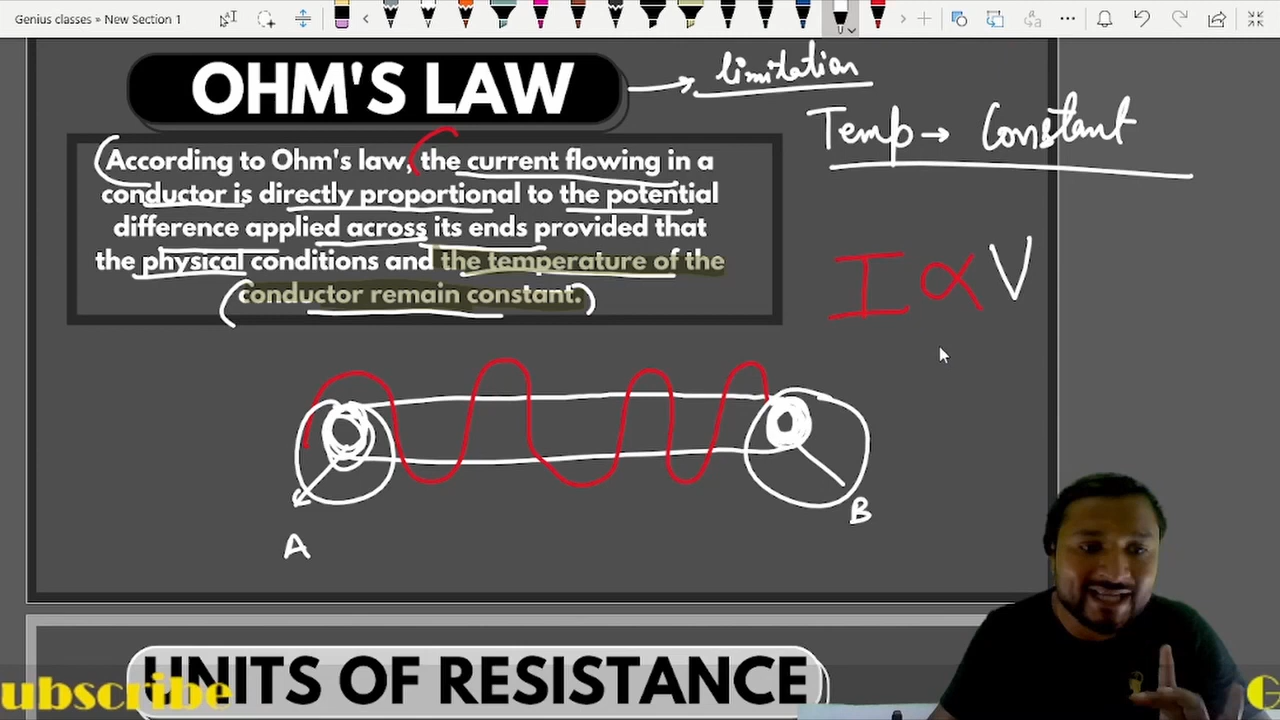 Genius classes » New Section 1
OHM'S LAW
limitation
Temp → Constant
According to Ohm's law, the current flowing in a
conductor is directly proportional to the potential
difference applied across its ends provided that
the physical conditions and the temperature of the
conductor remain constant.
I ∝ V
A
B
UNITS OF RESISTANCE
ubscribe
G